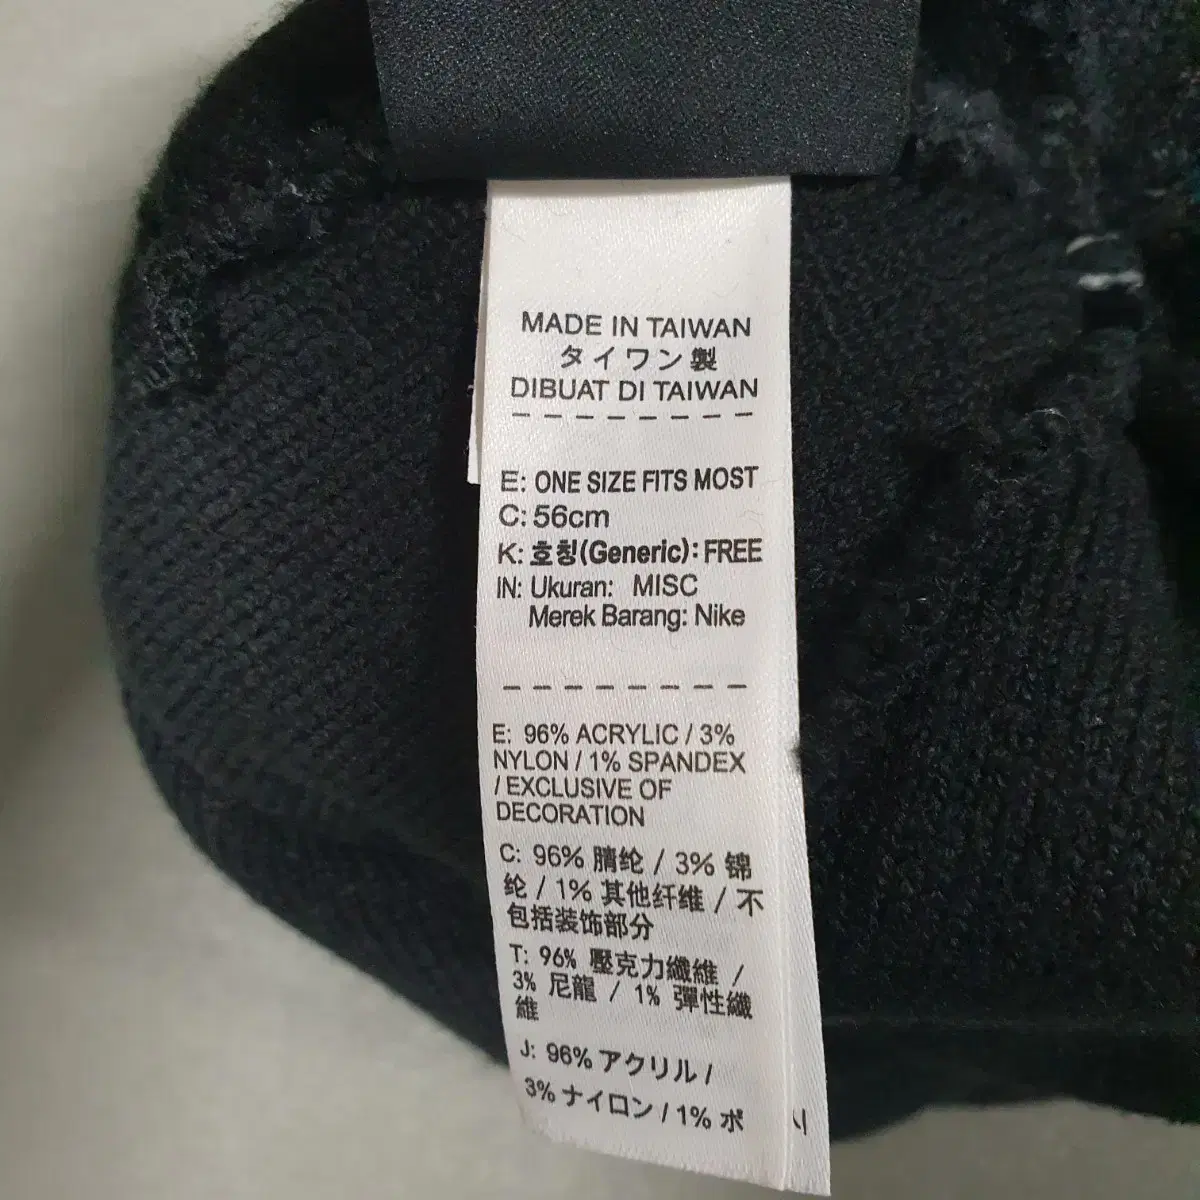 MADE IN TAIWAN
タイワン製
DIBUAT DI TAIWAN
E: ONE SIZE FITS MOST
C: 56cm
K: 호칭(Generic): FREE
IN: Ukuran: MISC
Merek Barang: Nike
E: 96% ACRYLIC / 3%
NYLON / 1% SPANDEX
/ EXCLUSIVE OF
DECORATION
C: 96% 腈纶 / 3% 锦
纶 / 1% 其他纤维 / 不
包括装饰部分
T: 96% 壓克力纖維 /
3% 尼龍 / 1% 彈性纖
維
J: 96% アクリル /
3% ナイロン / 1% ポ